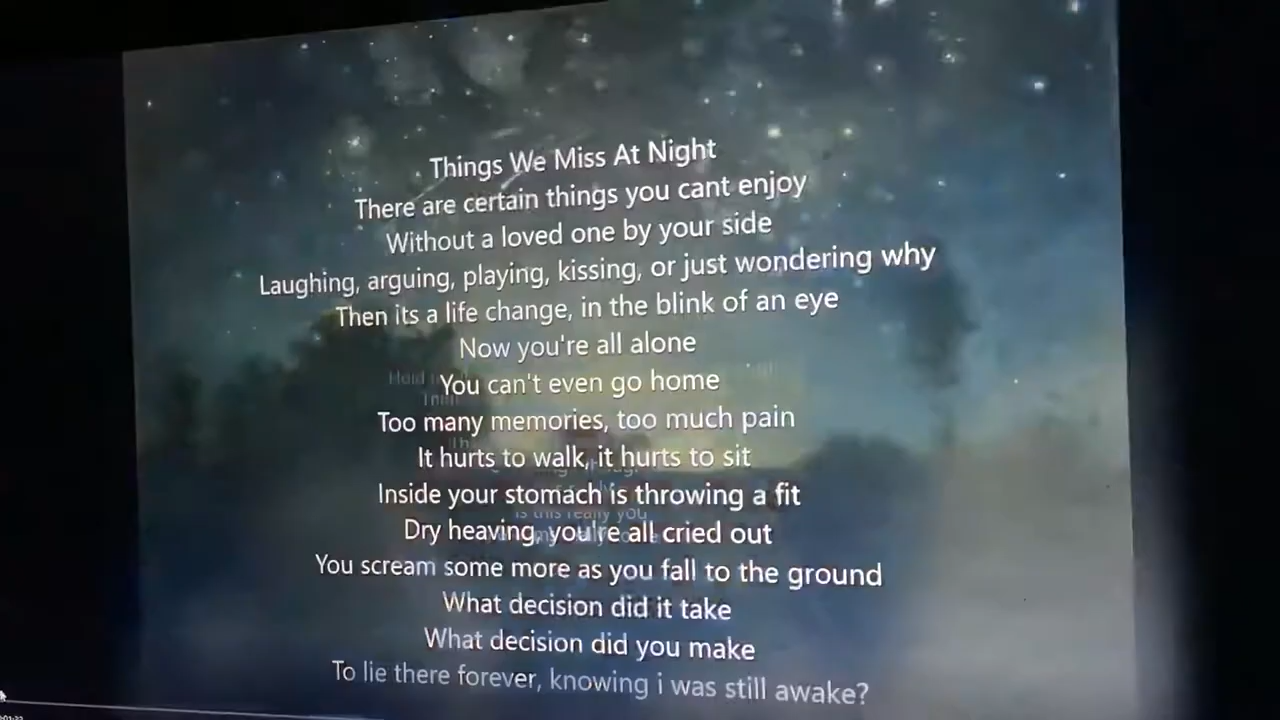 Things We Miss At Night
There are certain things you cant enjoy
Without a loved one by your side
Laughing, arguing, playing, kissing, or just wondering why
Then its a life change, in the blink of an eye
Now you're all alone
You can't even go home
Too many memories, too much pain
It hurts to walk, it hurts to sit
Inside your stomach is throwing a fit
Dry heaving, you're all cried out
You scream some more as you fall to the ground
What decision did it take
What decision did you make
To lie there forever, knowing i was still awake?
Hold
is this really you